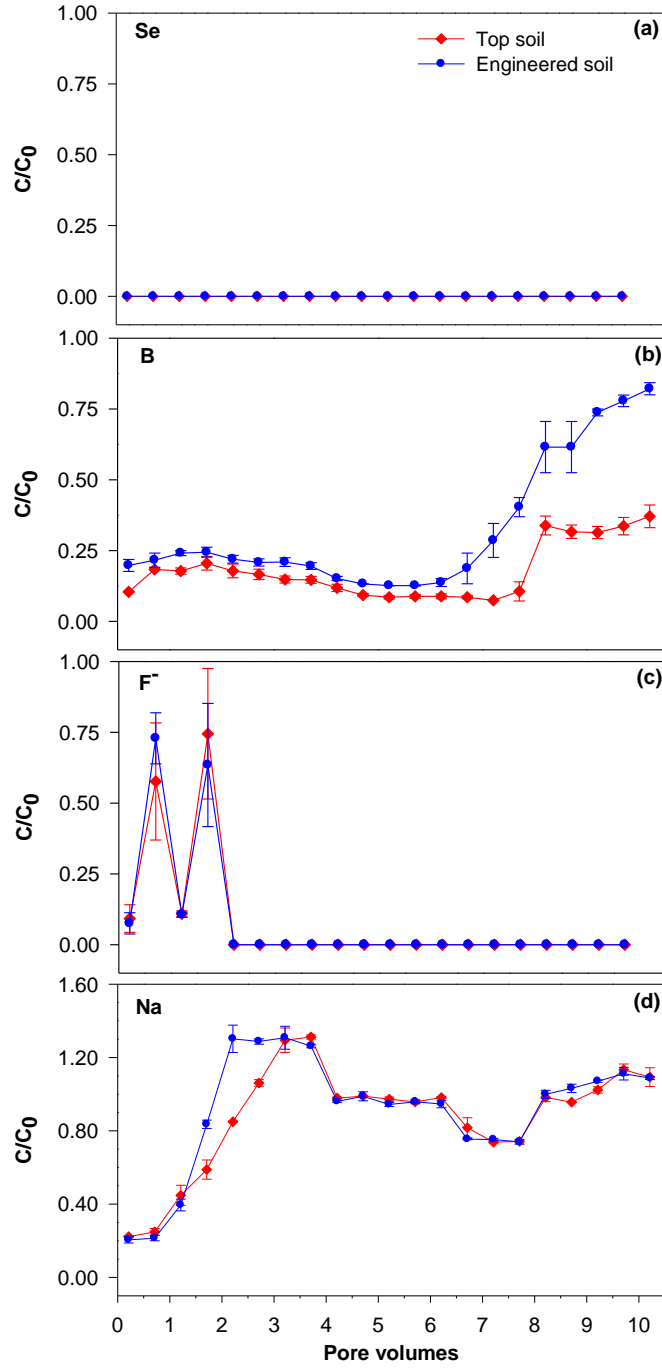 Se
(a)
Top soil
Engineered soil
1.00
0.75
0.50
0.25
0.00
C/C0
B
(b)
1.00
0.75
0.50
0.25
0.00
C/C0
F-
(c)
1.00
0.75
0.50
0.25
0.00
C/C0
Na
(d)
1.60
1.20
0.80
0.40
0.00
C/C0
0 1 2 3 4 5 6 7 8 9 10
Pore volumes